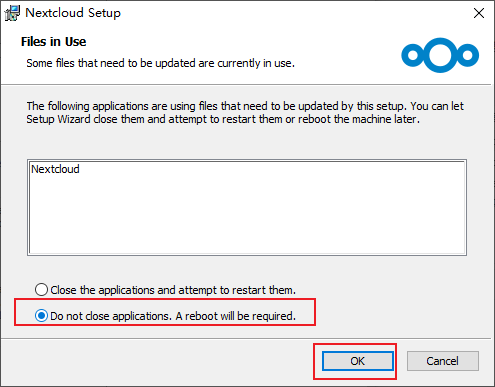 Nextcloud Setup
Files in Use
Some files that need to be updated are currently in use.
The following applications are using files that need to be updated by this setup. You can let
Setup Wizard close them and attempt to restart them or reboot the machine later.
Nextcloud
Close the applications and attempt to restart them.
Do not close applications. A reboot will be required.
OK
Cancel